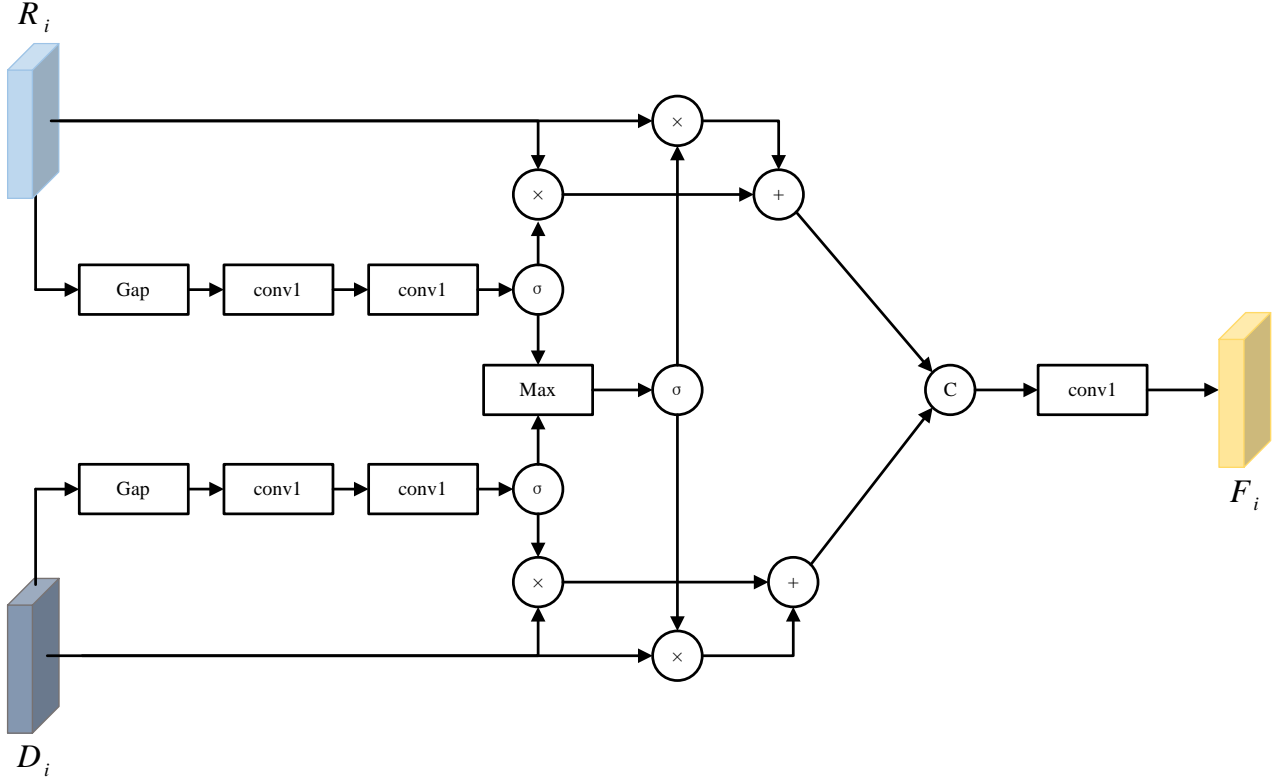 R i
×
×
+
Gap conv1 conv1 σ
Max σ C conv1
Gap conv1 conv1 σ
F i
× +
×
D i